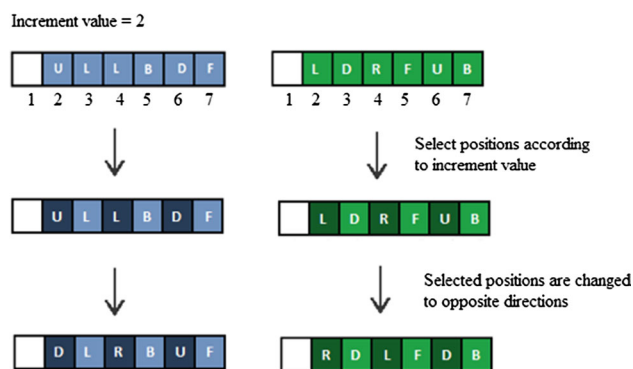 Increment value = 2
U L L B D F
L D R F U B
1 2 3 4 5 6 7
1 2 3 4 5 6 7
Select positions according
to increment value
U L L B D F
L D R F U B
Selected positions are changed
to opposite directions
D L R B U F
R D L F D B